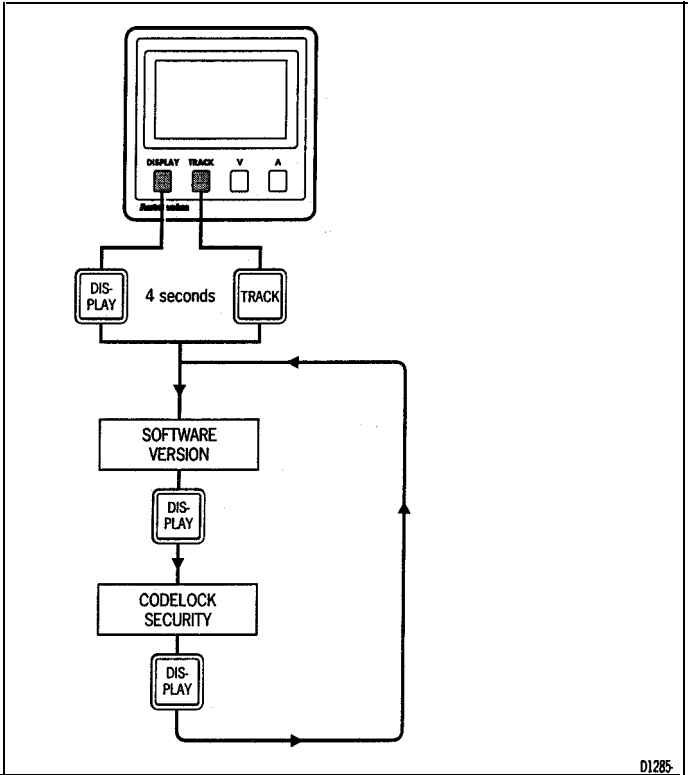 DISPLAY TRACK V A
DIS-
PLAY
4 seconds
TRACK
SOFTWARE
VERSION
DIS-
PLAY
CODELOCK
SECURITY
DIS-
PLAY
D1285-